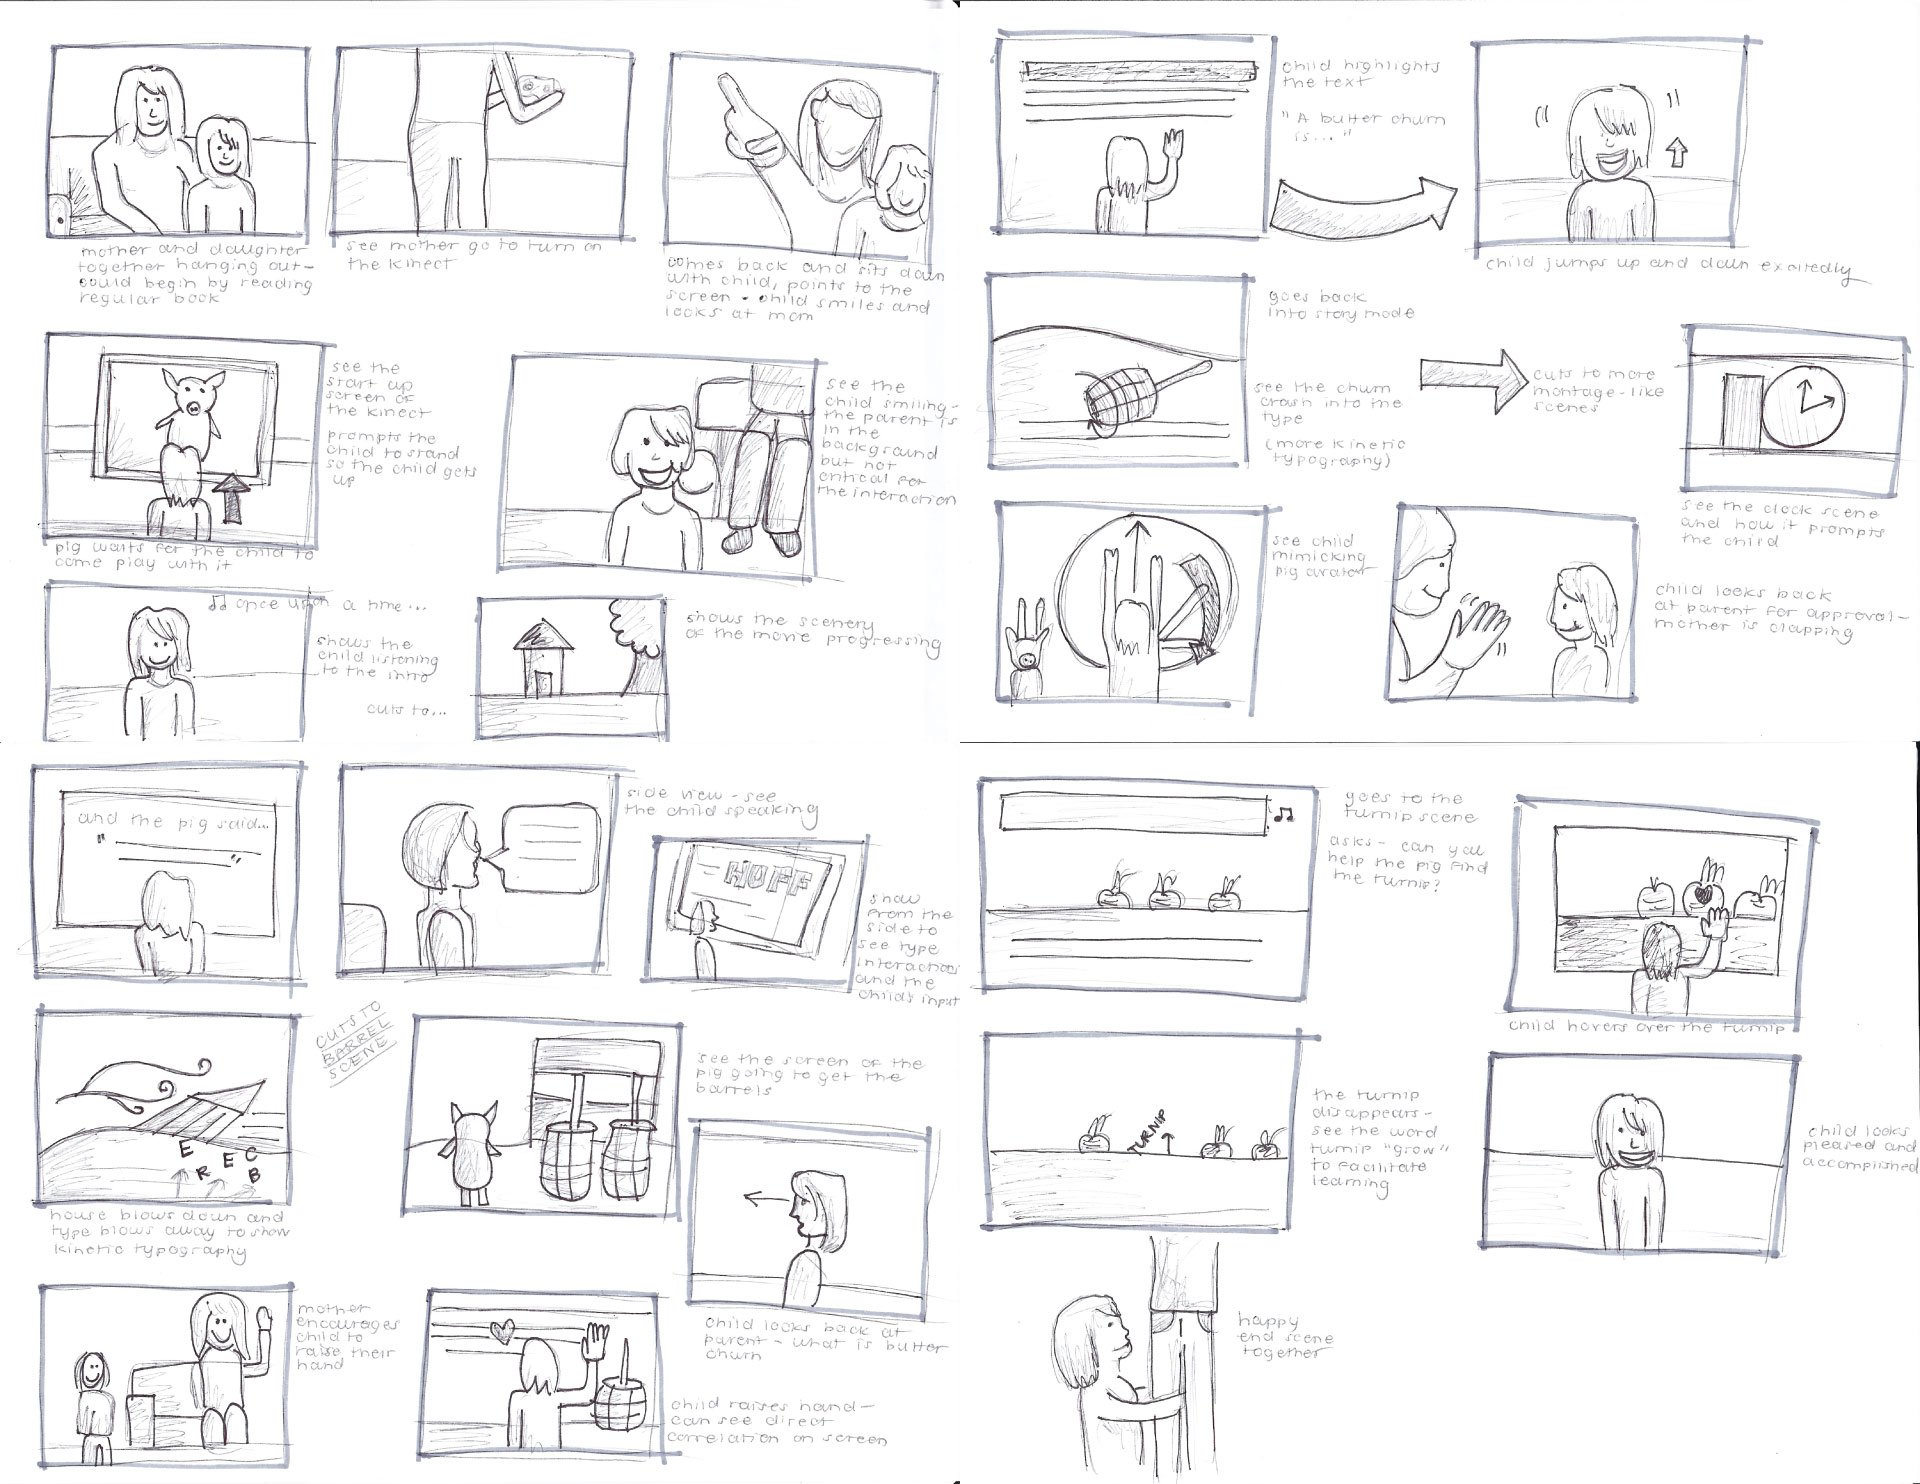 mother and daughter
together hanging out-
could begin by reading
regular book
see mother go to turn on
the kinect
comes back and sits down
with child, points to the
screen - child smiles and
looks at mom
see the
start up
screen of
the kinect
prompts the
child to stand
so the child gets
up
pig waits for the child to
come play with it
see the
child smiling-
the parent is
in the
background
but not
critical for
the interaction
♫ once upon a time...
shows the
child listening
to the intro
cuts to...
shows the scenery
of the movie progressing
child highlights
the text
"A butter churn
is..."
child jumps up and down excitedly
goes back
into story mode
see the churn
crash into the
type
(more kinetic
typography)
cuts to more
montage-like
scenes
see the clock scene
and how it prompts
the child
see child
mimicking
pig avatar
child looks back
at parent for approval-
mother is clapping
and the pig said...
" "
side view - see
the child speaking
HUFF
show
from the
side to
see type
interaction
and the
child's input
E E C
R B
house blows down and
type blows away to show
kinetic typography
CUTS TO
BARREL
SCENE
see the screen of the
pig going to get the
barrels
child looks back at
parent - what is butter
churn
mother
encourages
child to
raise their
hand
child raises hand-
can see direct
correlation on screen
♫
goes to the
turnip scene
asks - can you
help the pig find
the turnip?
child hovers over the turnip
TURNIP
the turnip
disappears-
see the word
turnip "grow"
to facilitate
learning
child looks
pleased and
accomplished
happy
end scene
together